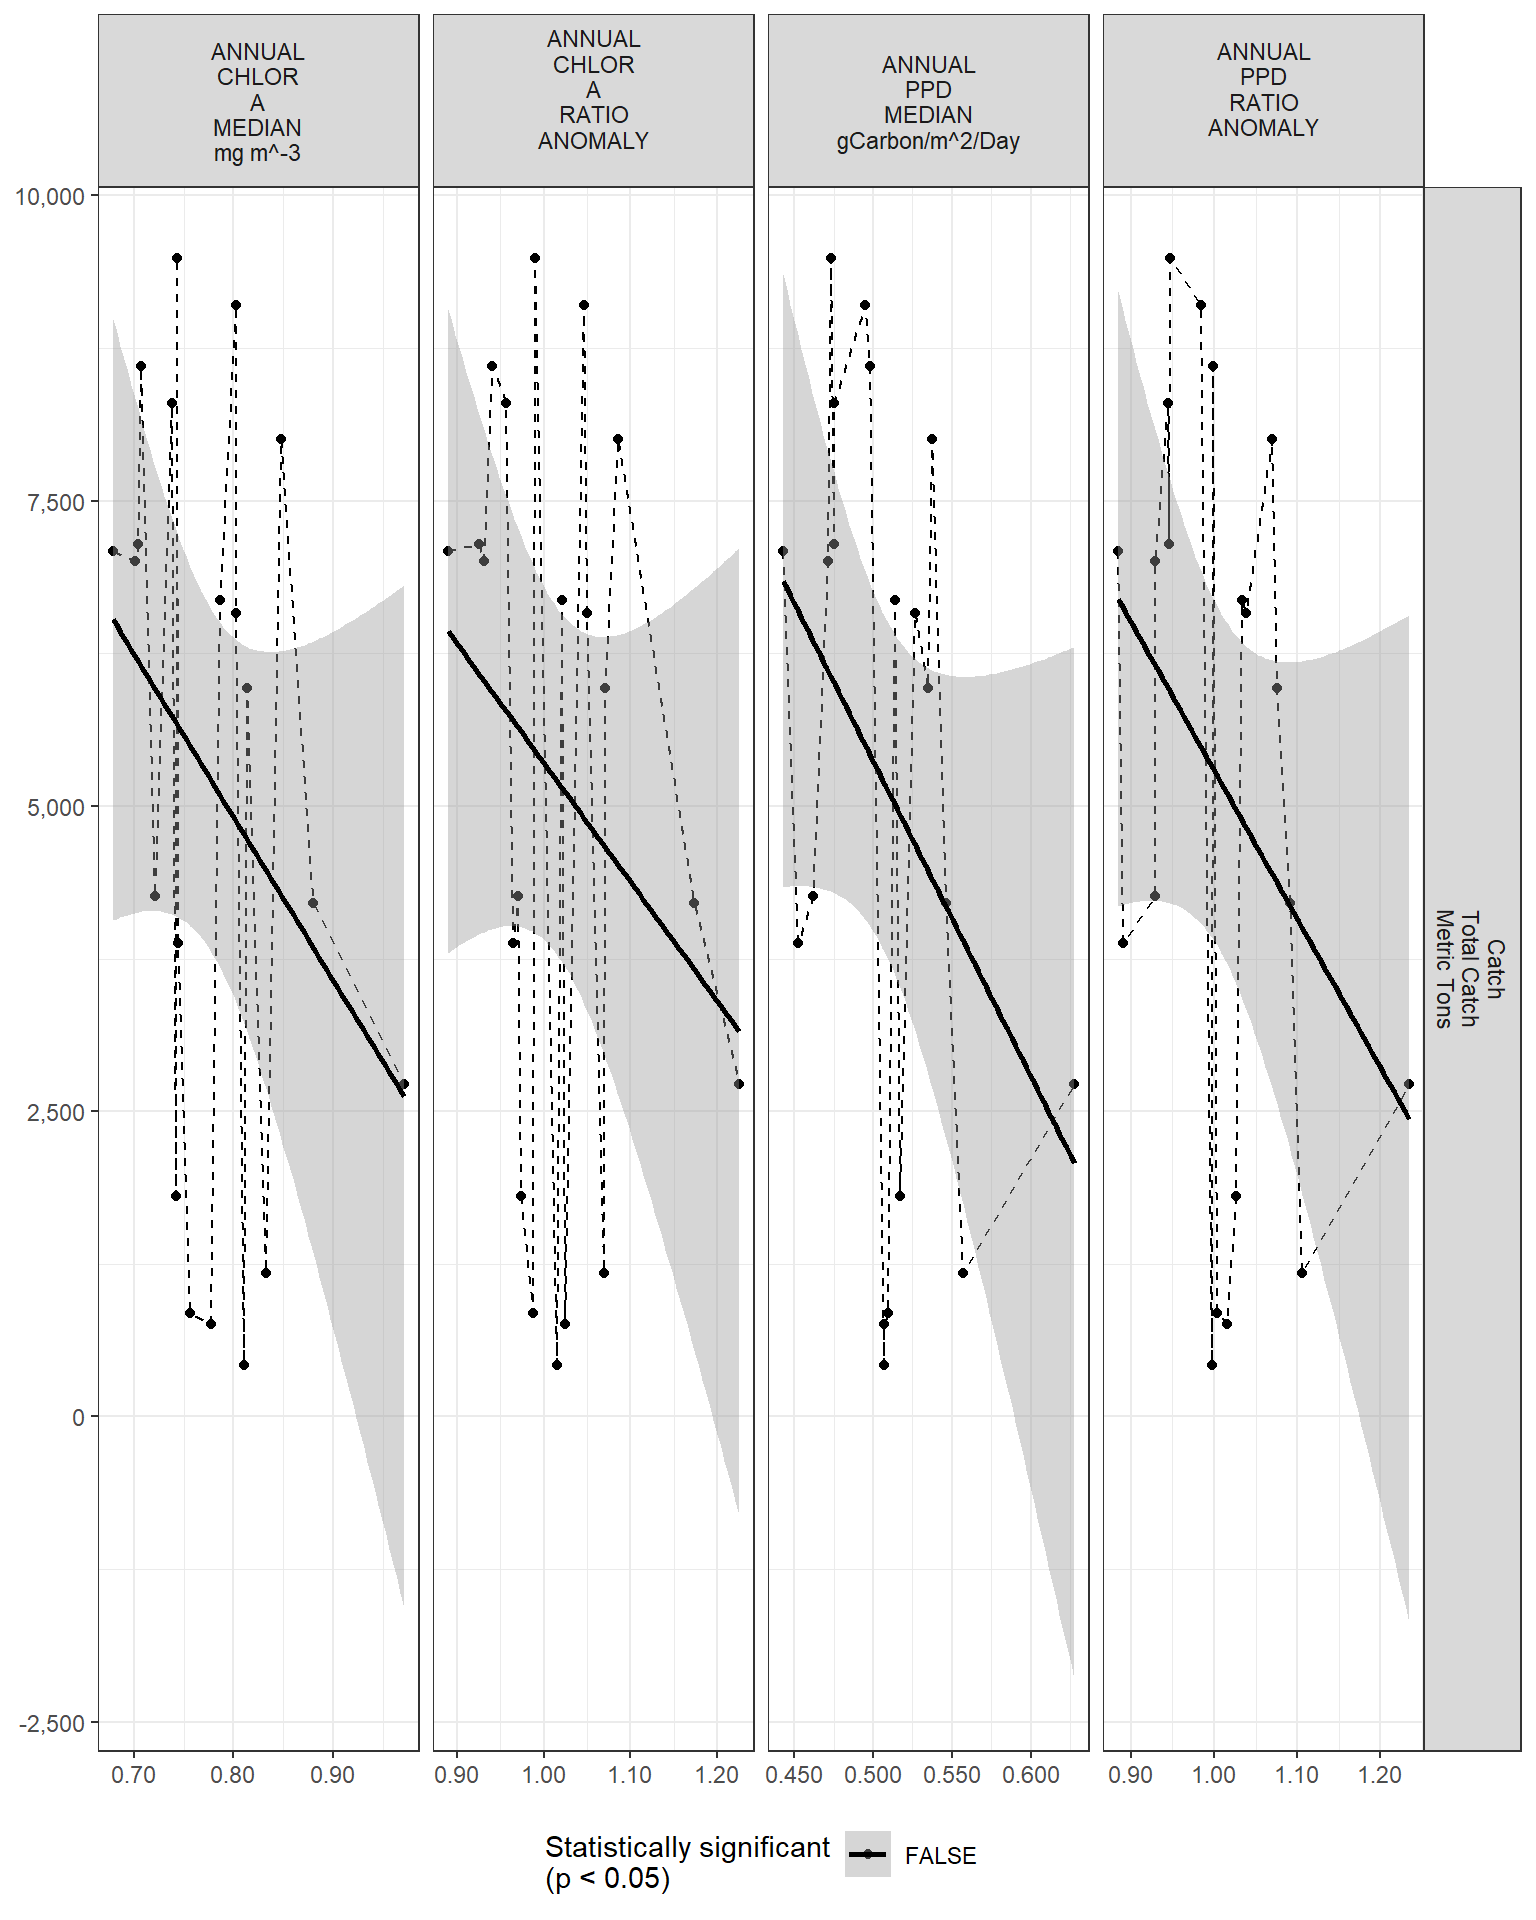 ANNUAL
CHLOR
A
MEDIAN
mg m^-3
ANNUAL
CHLOR
A
RATIO
ANOMALY
ANNUAL
PPD
MEDIAN
gCarbon/m^2/Day
ANNUAL
PPD
RATIO
ANOMALY
10,000
7,500
5,000
2,500
0
-2,500
Catch
Total Catch
Metric Tons
0.70 0.80 0.90
0.90 1.00 1.10 1.20
0.450 0.500 0.550 0.600
0.90 1.00 1.10 1.20
Statistically significant
(p < 0.05)
FALSE